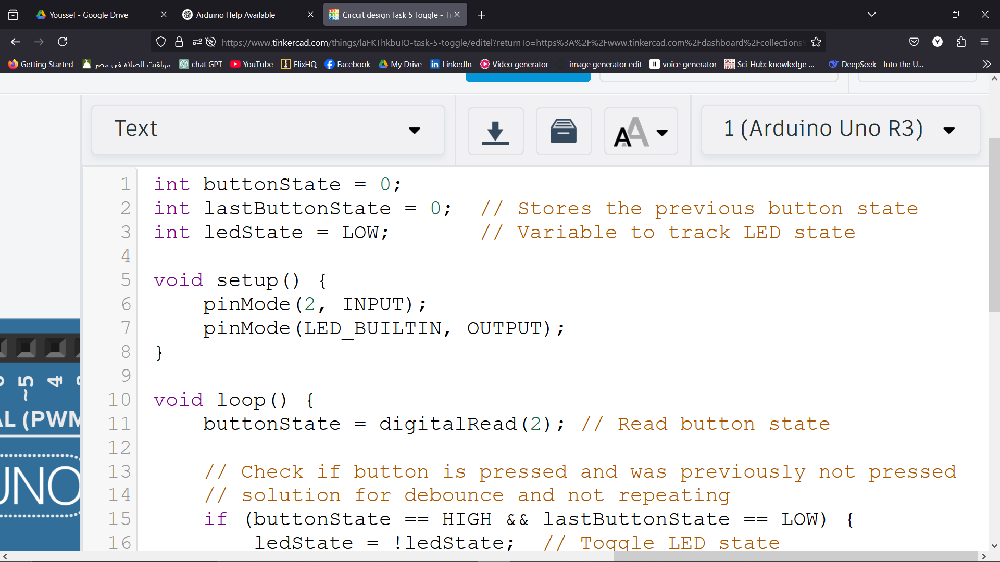 Youssef - Google Drive
Arduino Help Available
Circuit design Task 5 Toggle - Ti
https://www.tinkercad.com/things/laFKThkbuIO-task-5-toggle/editel?returnTo=https%3A%2F%2Fwww.tinkercad.com%2Fdashboard%2Fcollections%
Y
Getting Started
مواقيت الصلاة في مصر
chat GPT
YouTube
FlixHQ
Facebook
My Drive
LinkedIn
Video generator
image generator edit
voice generator
Sci-Hub: knowledge ...
DeepSeek - Into the U...
Text
1 (Arduino Uno R3)
1 int buttonState = 0;
2 int lastButtonState = 0;  // Stores the previous button state
3 int ledState = LOW;       // Variable to track LED state
4
5 void setup() {
6     pinMode(2, INPUT);
7     pinMode(LED_BUILTIN, OUTPUT);
8 }
9
10 void loop() {
11     buttonState = digitalRead(2); // Read button state
12
13     // Check if button is pressed and was previously not pressed
14     // solution for debounce and not repeating
15     if (buttonState == HIGH && lastButtonState == LOW) {
16         ledState = !ledState;  // Toggle LED state
~5
4
AL (PWM
UNO